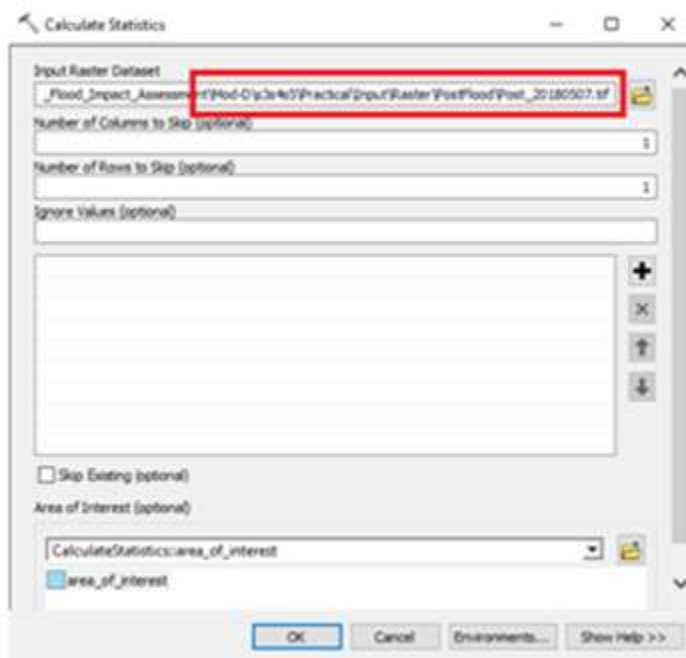 Calculate Statistics
Input Raster Dataset
_Flood_Impact_Assessment\Mod-D\p3s4s5\Practical\Input\Raster\PostFlood\Post_20180507.tif
Number of Columns to Skip (optional)
1
Number of Rows to Skip (optional)
1
Ignore Values (optional)
Skip Existing (optional)
Area of Interest (optional)
CalculateStatistics::area_of_interest
area_of_interest
OK
Cancel
Environments...
Show Help >>